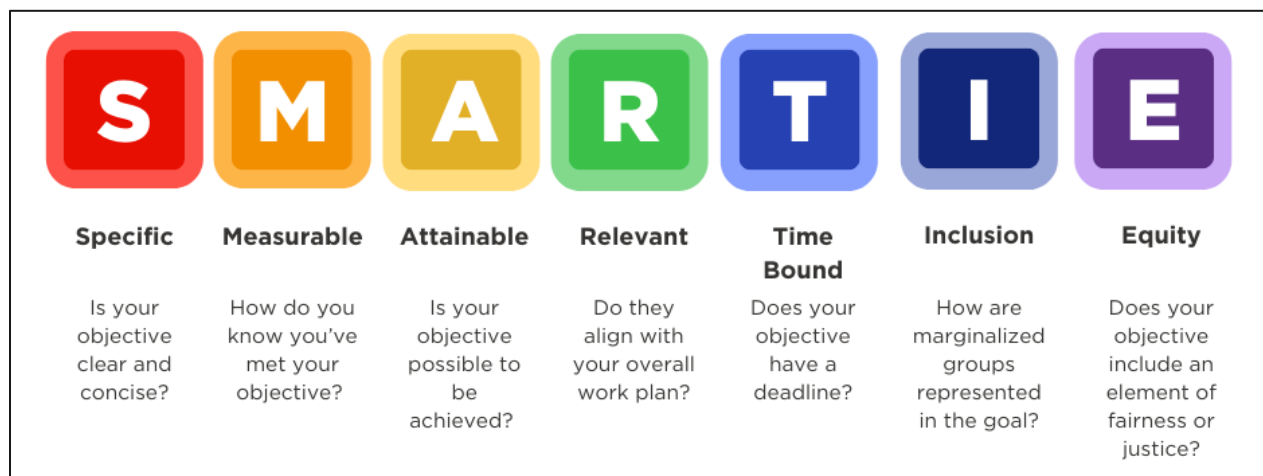 S M A R T I E
Specific
Measurable
Attainable
Relevant
Time
Bound
Inclusion
Equity
Is your
objective
clear and
concise?
How do you
know you've
met your
objective?
Is your
objective
possible to
be
achieved?
Do they
align with
your overall
work plan?
Does your
objective
have a
deadline?
How are
marginalized
groups
represented
in the goal?
Does your
objective
include an
element of
fairness or
justice?